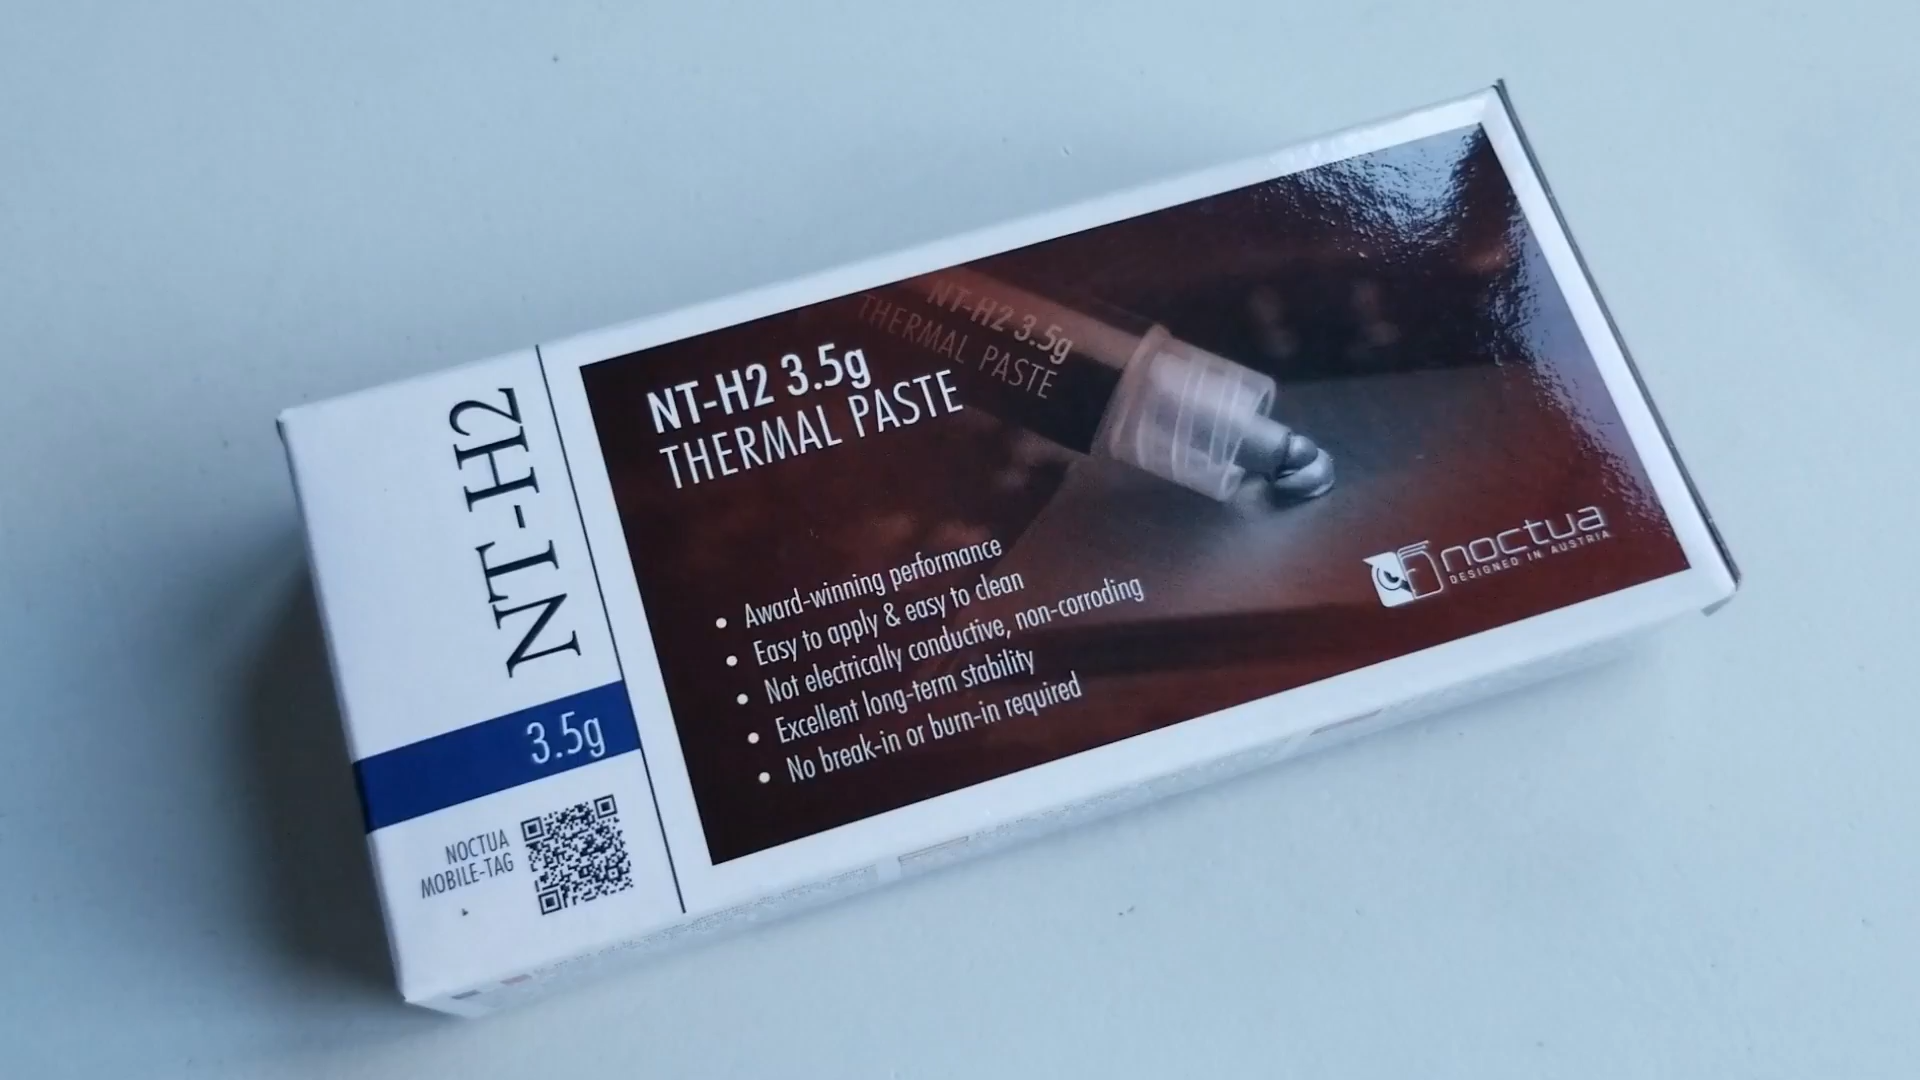 NT-H2
3.5g
NOCTUA
MOBILE-TAG
NT-H2 3.5g
THERMAL PASTE
NT-H2 3.5g
THERMAL PASTE
• Award-winning performance
• Easy to apply & easy to clean
• Not electrically conductive, non-corroding
• Excellent long-term stability
• No break-in or burn-in required
noctua
DESIGNED IN AUSTRIA